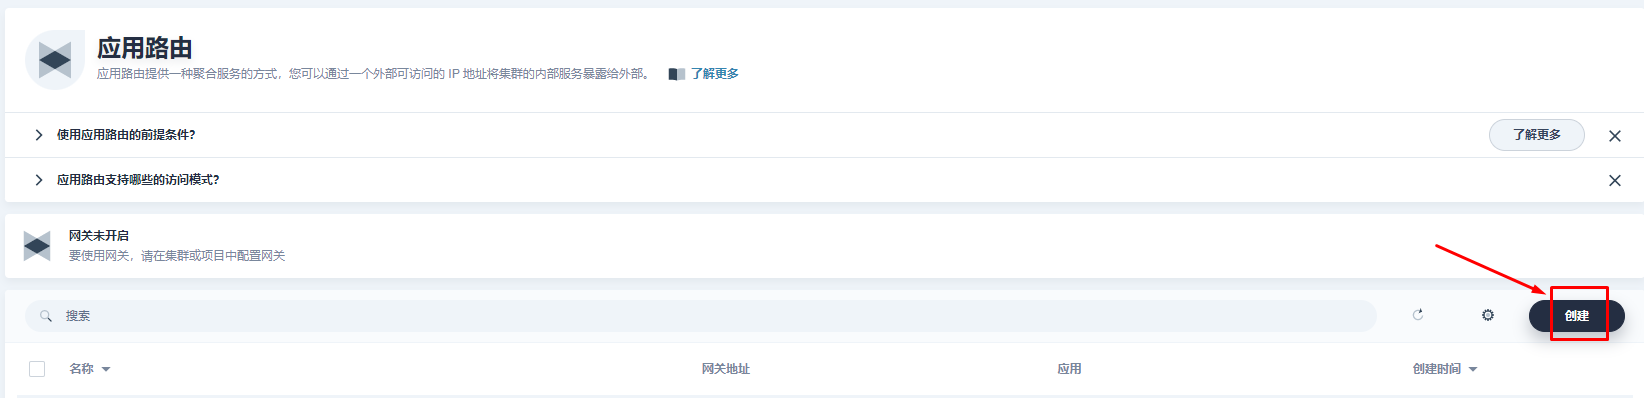 应用路由
应用路由提供一种聚合服务的方式，您可以通过一个外部可访问的 IP 地址将集群的内部服务暴露给外部。 了解更多
使用应用路由的前提条件? 了解更多
应用路由支持哪些的访问模式?
网关未开启
要使用网关，请在集群或项目中配置网关
搜索 创建
名称 网关地址 应用 创建时间